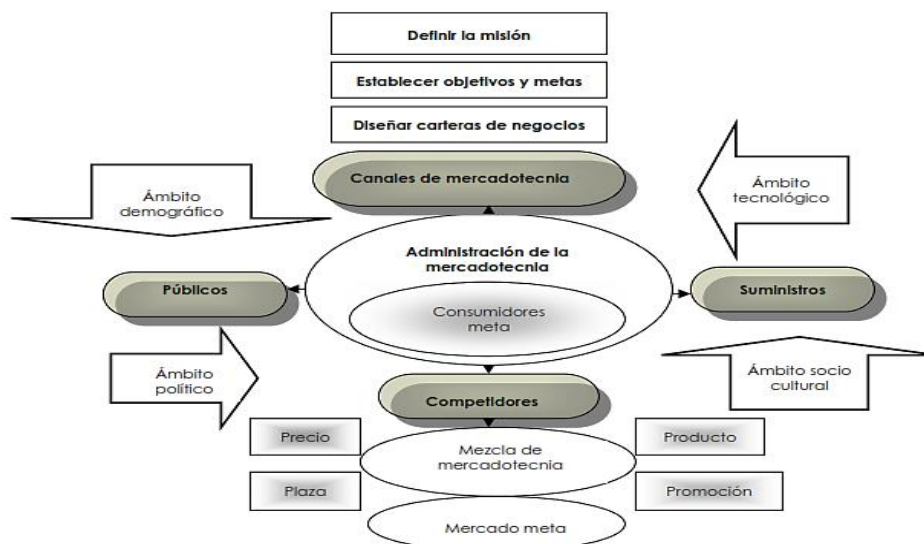 Definir la misión
Establecer objetivos y metas
Diseñar carteras de negocios
Canales de mercadotecnia
Ámbito
demográfico
Ámbito
tecnológico
Administración de la
mercadotecnia
Públicos
Suministros
Consumidores
meta
Ámbito
político
Ámbito socio
cultural
Competidores
Precio
Producto
Mezcla de
mercadotecnia
Plaza
Promoción
Mercado meta